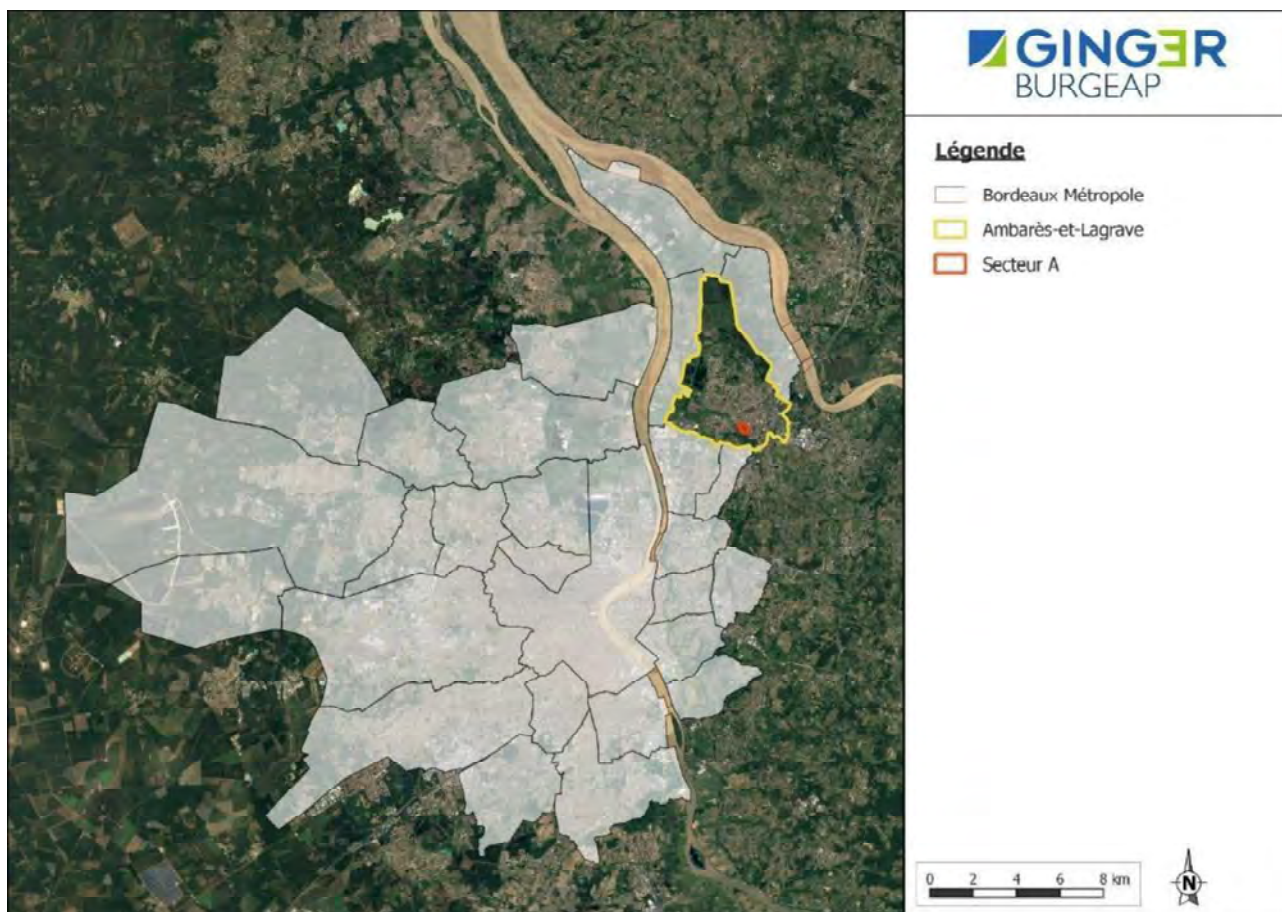 GINGER
BURGEAP
Légende
Bordeaux Métropole
Ambarès-et-Lagrave
Secteur A
0 2 4 6 8 km
N